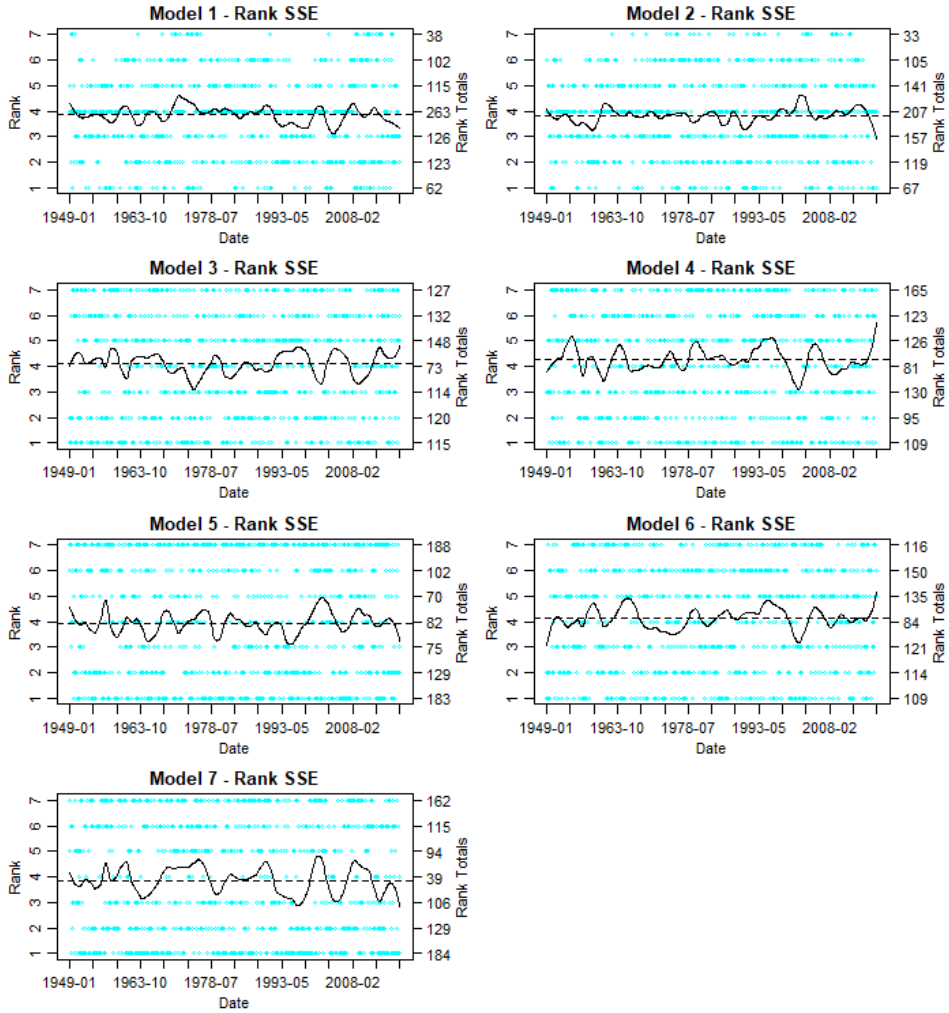 Model 1 - Rank SSE
Rank
7 38
6 102
5 115
4 263
3 126
2 123
1 62
Rank Totals
1949-01 1963-10 1978-07 1993-05 2008-02
Date
Model 2 - Rank SSE
Rank
7 33
6 105
5 141
4 207
3 157
2 119
1 67
Rank Totals
1949-01 1963-10 1978-07 1993-05 2008-02
Date
Model 3 - Rank SSE
Rank
7 127
6 132
5 148
4 73
3 114
2 120
1 115
Rank Totals
1949-01 1963-10 1978-07 1993-05 2008-02
Date
Model 4 - Rank SSE
Rank
7 165
6 123
5 126
4 81
3 130
2 95
1 109
Rank Totals
1949-01 1963-10 1978-07 1993-05 2008-02
Date
Model 5 - Rank SSE
Rank
7 188
6 102
5 70
4 82
3 75
2 129
1 183
Rank Totals
1949-01 1963-10 1978-07 1993-05 2008-02
Date
Model 6 - Rank SSE
Rank
7 116
6 150
5 135
4 84
3 121
2 114
1 109
Rank Totals
1949-01 1963-10 1978-07 1993-05 2008-02
Date
Model 7 - Rank SSE
Rank
7 162
6 115
5 94
4 39
3 106
2 129
1 184
Rank Totals
1949-01 1963-10 1978-07 1993-05 2008-02
Date